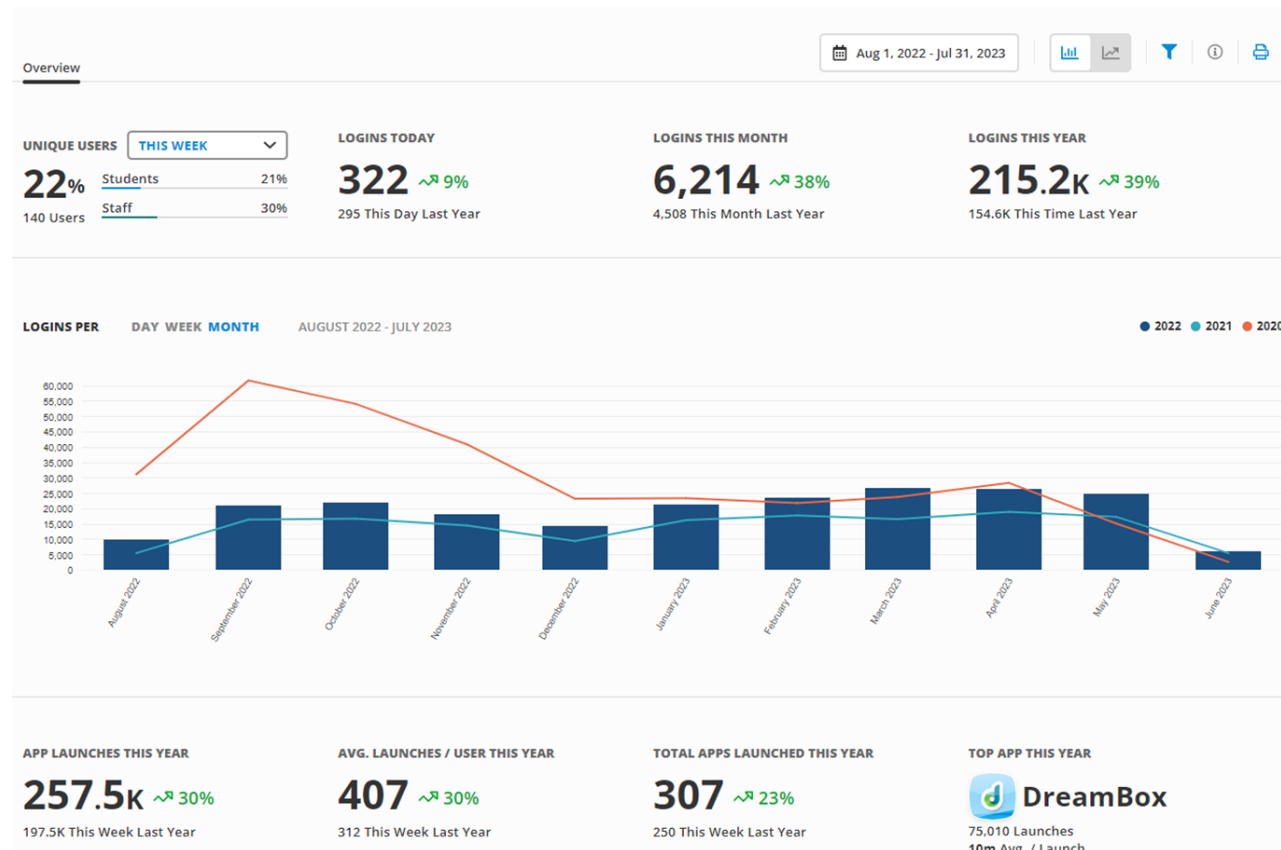 Aug 1, 2022 - Jul 31, 2023
Overview
UNIQUE USERS THIS WEEK
22%
140 Users
Students 21%
Staff 30%
LOGINS TODAY
322 9%
295 This Day Last Year
LOGINS THIS MONTH
6,214 38%
4,508 This Month Last Year
LOGINS THIS YEAR
215.2K 39%
154.6K This Time Last Year
LOGINS PER DAY WEEK MONTH AUGUST 2022 - JULY 2023
2022 2021 2020
60,000
55,000
50,000
45,000
40,000
35,000
30,000
25,000
20,000
15,000
10,000
5,000
0
August 2022
September 2022
October 2022
November 2022
December 2022
January 2023
February 2023
March 2023
April 2023
May 2023
June 2023
APP LAUNCHES THIS YEAR
257.5K 30%
197.5K This Week Last Year
AVG. LAUNCHES / USER THIS YEAR
407 30%
312 This Week Last Year
TOTAL APPS LAUNCHED THIS YEAR
307 23%
250 This Week Last Year
TOP APP THIS YEAR
d DreamBox
75,010 Launches
10m Avg. / Launch